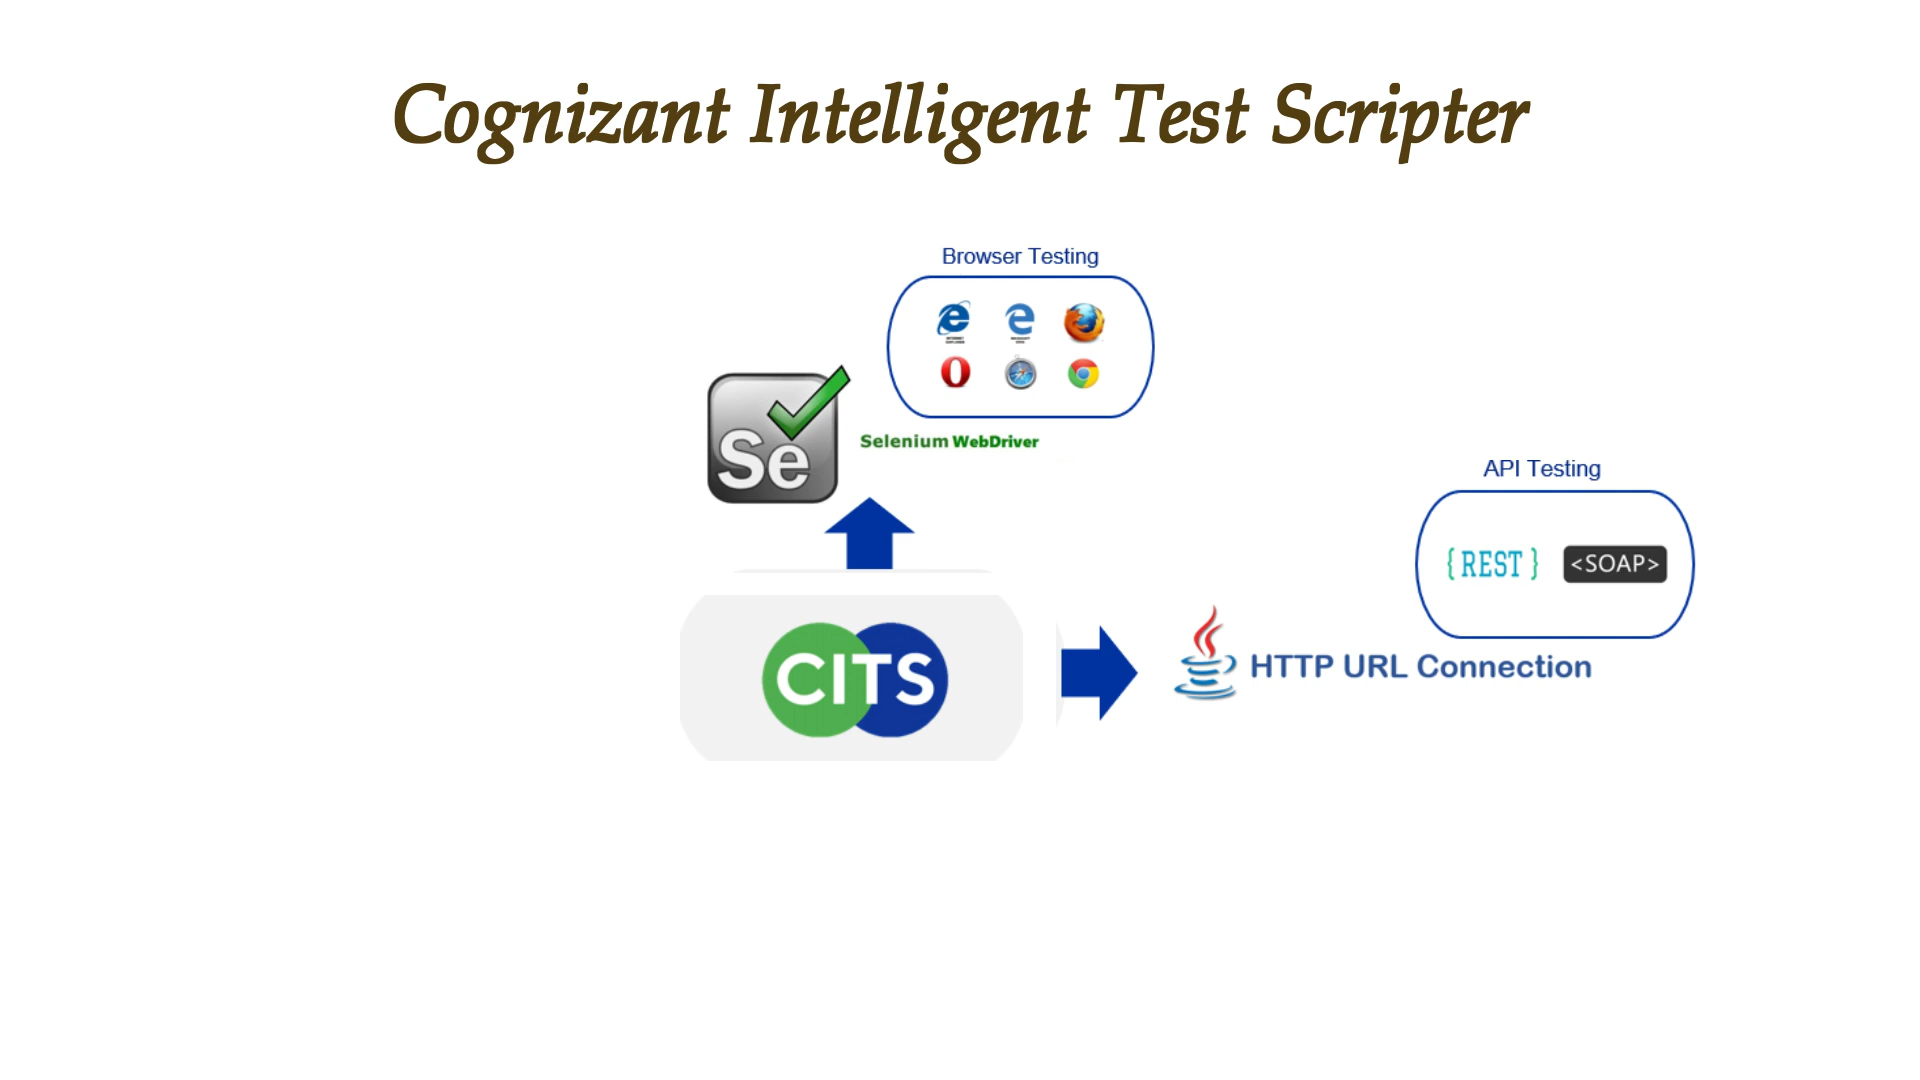 Cognizant Intelligent Test Scripter
Browser Testing
Se
Selenium WebDriver
API Testing
{REST}
<SOAP>
CITS
HTTP URL Connection